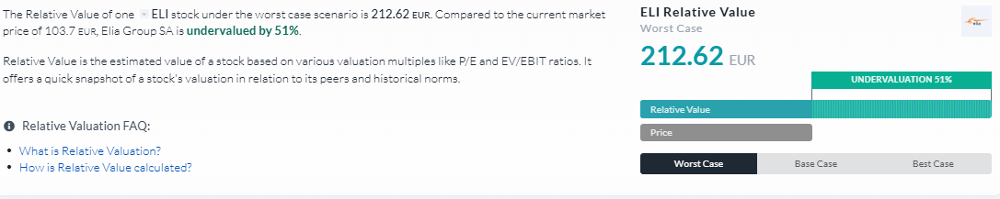 The Relative Value of one ELI stock under the worst case scenario is 212.62 EUR. Compared to the current market
price of 103.7 EUR, Elia Group SA is undervalued by 51%.
Relative Value is the estimated value of a stock based on various valuation multiples like P/E and EV/EBIT ratios. It
offers a quick snapshot of a stock's valuation in relation to its peers and historical norms.
Relative Valuation FAQ:
• What is Relative Valuation?
• How is Relative Value calculated?
ELI Relative Value
Worst Case
212.62 EUR
UNDERVALUATION 51%
Relative Value
Price
Worst Case Base Case Best Case